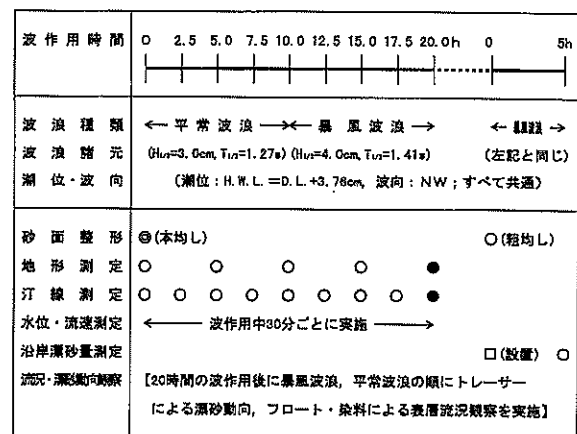 波作用時間 0 2.5 5.0 7.5 10.0 12.5 15.0 17.5 20.0h 0 5h
波浪種類 ← 平常波浪 →← 暴風波浪 → ← 暴風波浪 →
波浪諸元 (H1/2=3.0cm,T1/2=1.27s) (H1/2=4.0cm,T1/2=1.41s) (左記と同じ)
潮位・波向 (潮位:H.W.L.=D.L.+3.76cm, 波向:NW;すべて共通)
砂面整形 ◎(本均し) ○(粗均し)
地形測定 ○ ○ ○ ○ ●
汀線測定 ○ ○ ○ ○ ○ ○ ○ ○ ●
水位・流速測定 ← 波作用中30分ごとに実施 →
沿岸漂砂量測定 □(設置) ○
流況・漂砂動向観察 [20時間の波作用後に暴風波浪,平常波浪の順にトレーサー
による漂砂動向,フロート・染料による表層流況観察を実施]